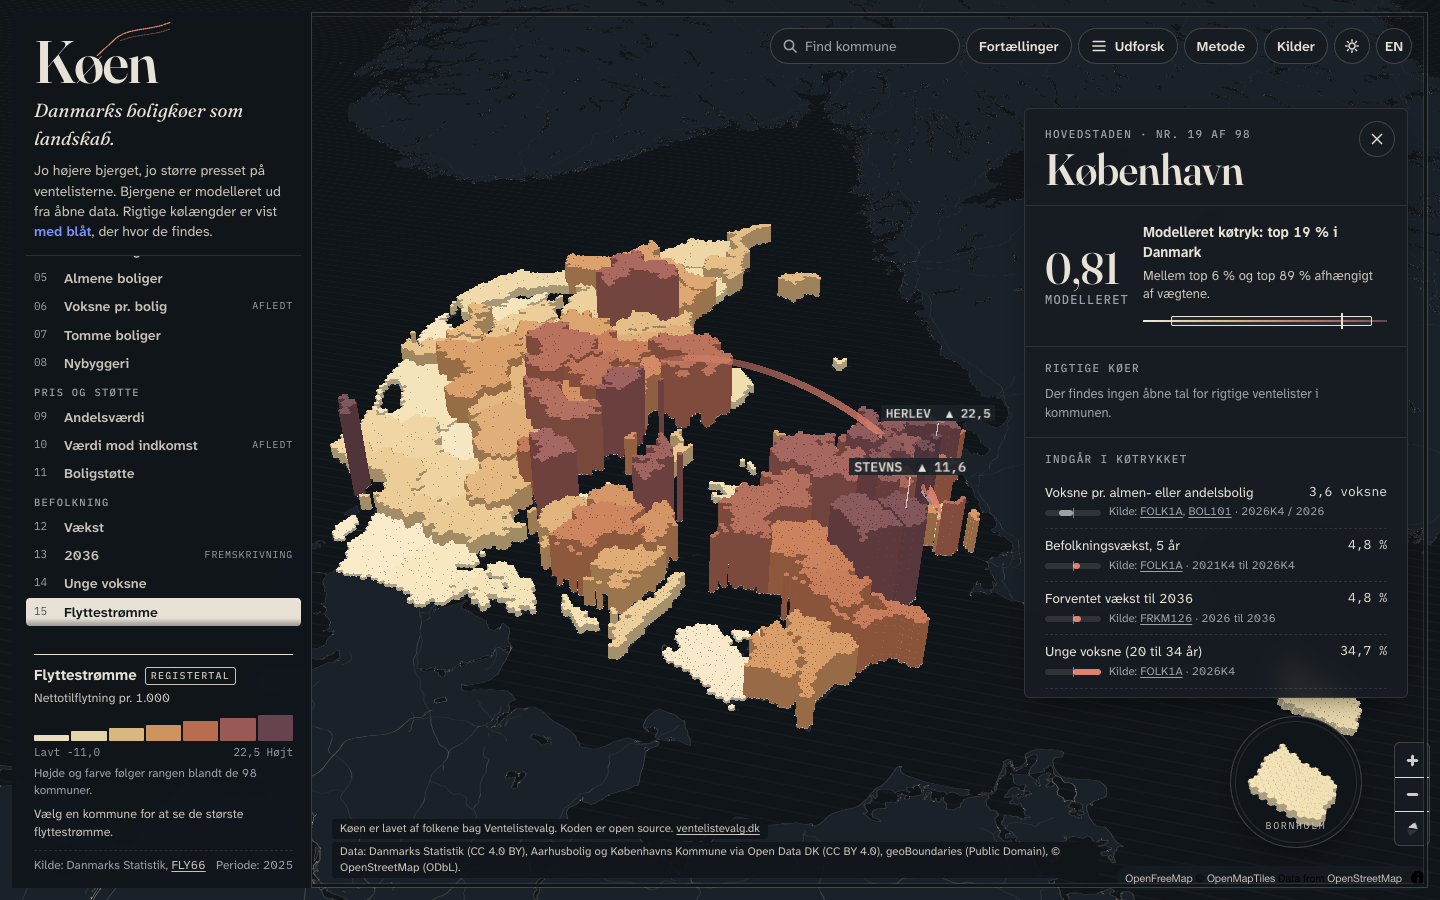 Køen
Danmarks boligkøer som
landskab.
Jo højere bjerget, jo større presset på
ventelisterne. Bjergene er modelleret ud
fra åbne data. Rigtige kølængder er vist
med blåt, der hvor de findes.
05 Almene boliger
06 Voksne pr. bolig AFLEDT
07 Tomme boliger
08 Nybyggeri
PRIS OG STØTTE
09 Andelsværdi
10 Værdi mod indkomst AFLEDT
11 Boligstøtte
BEFOLKNING
12 Vækst
13 2036 FREMSKRIVNING
14 Unge voksne
15 Flyttestrømme
Flyttestrømme REGISTERTAL
Nettotilflytning pr. 1.000
Lavt -11,0 22,5 Højt
Højde og farve følger rangen blandt de 98
kommuner.
Vælg en kommune for at se de største
flyttestrømme.
Kilde: Danmarks Statistik, FLY66 Periode: 2025
Find kommune
Fortællinger
Udforsk
Metode
Kilder
EN
HERLEV ▲ 22,5
STEVNS ▲ 11,6
HOVEDSTADEN · NR. 19 AF 98
København
0,81
MODELLERET
Modelleret køtryk: top 19 % i
Danmark
Mellem top 6 % og top 89 % afhængigt
af vægtene.
RIGTIGE KØER
Der findes ingen åbne tal for rigtige ventelister i
kommunen.
INDGÅR I KØTRYKKET
Voksne pr. almen- eller andelsbolig 3,6 voksne
Kilde: FOLK1A, BOL101 · 2026K4 / 2026
Befolkningsvækst, 5 år 4,8 %
Kilde: FOLK1A · 2021K4 til 2026K4
Forventet vækst til 2036 4,8 %
Kilde: FRKM126 · 2026 til 2036
Unge voksne (20 til 34 år) 34,7 %
Kilde: FOLK1A · 2026K4
BORNHOLM
Køen er lavet af folkene bag Ventelistevalg. Koden er open source. ventelistevalg.dk
Data: Danmarks Statistik (CC 4.0 BY), Aarhusbolig og Københavns Kommune via Open Data DK (CC BY 4.0), geoBoundaries (Public Domain), ©
OpenStreetMap (ODbL).
OpenFreeMap © OpenMapTiles Data from OpenStreetMap